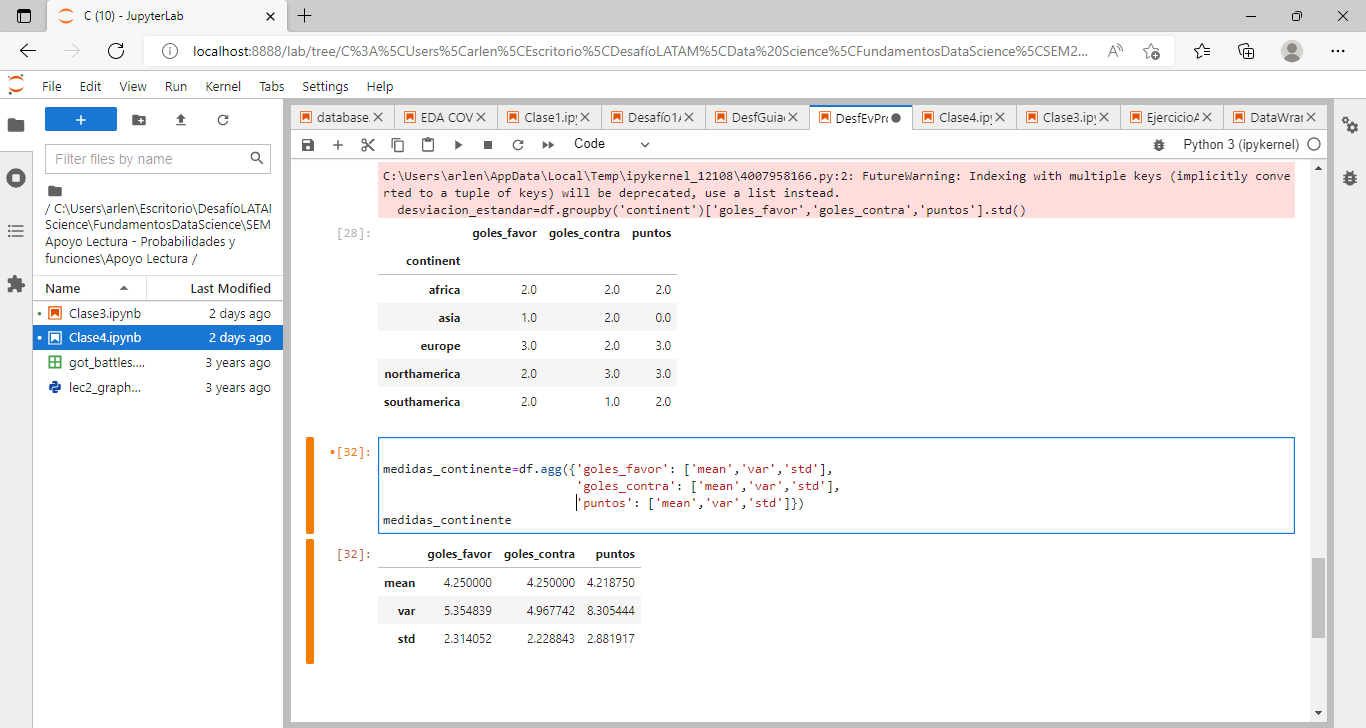 C (10) - JupyterLab
localhost:8888/lab/tree/C%3A%5CUsers%5Carlen%5CEscritorio%5CDesafíoLATAM%5CData%20Science%5CFundamentosDataScience%5CSEM2...
File Edit View Run Kernel Tabs Settings Help
database EDA COV Clase1.ipy Desafío1 DesfGuia DesfEvPro Clase4.ipy Clase3.ipy EjercicioA DataWran
Code Python 3 (ipykernel)
Filter files by name
/ C:\Users\arlen\Escritorio\DesafíoLATAM
Science\FundamentosDataScience\SEM
Apoyo Lectura - Probabilidades y
funciones\Apoyo Lectura /
Name Last Modified
Clase3.ipynb 2 days ago
Clase4.ipynb 2 days ago
got_battles.... 3 years ago
lec2_graph... 3 years ago
C:\Users\arlen\AppData\Local\Temp\ipykernel_12108\4007958166.py:2: FutureWarning: Indexing with multiple keys (implicitly conve
rted to a tuple of keys) will be deprecated, use a list instead.
desviacion_estandar=df.groupby('continent')['goles_favor','goles_contra','puntos'].std()
[28]: goles_favor goles_contra puntos
continent
africa 2.0 2.0 2.0
asia 1.0 2.0 0.0
europe 3.0 2.0 3.0
northamerica 2.0 3.0 3.0
southamerica 2.0 1.0 2.0
[32]:
medidas_continente=df.agg({'goles_favor': ['mean','var','std'],
'goles_contra': ['mean','var','std'],
'puntos': ['mean','var','std']})
medidas_continente
[32]: goles_favor goles_contra puntos
mean 4.250000 4.250000 4.218750
var 5.354839 4.967742 8.305444
std 2.314052 2.228843 2.881917